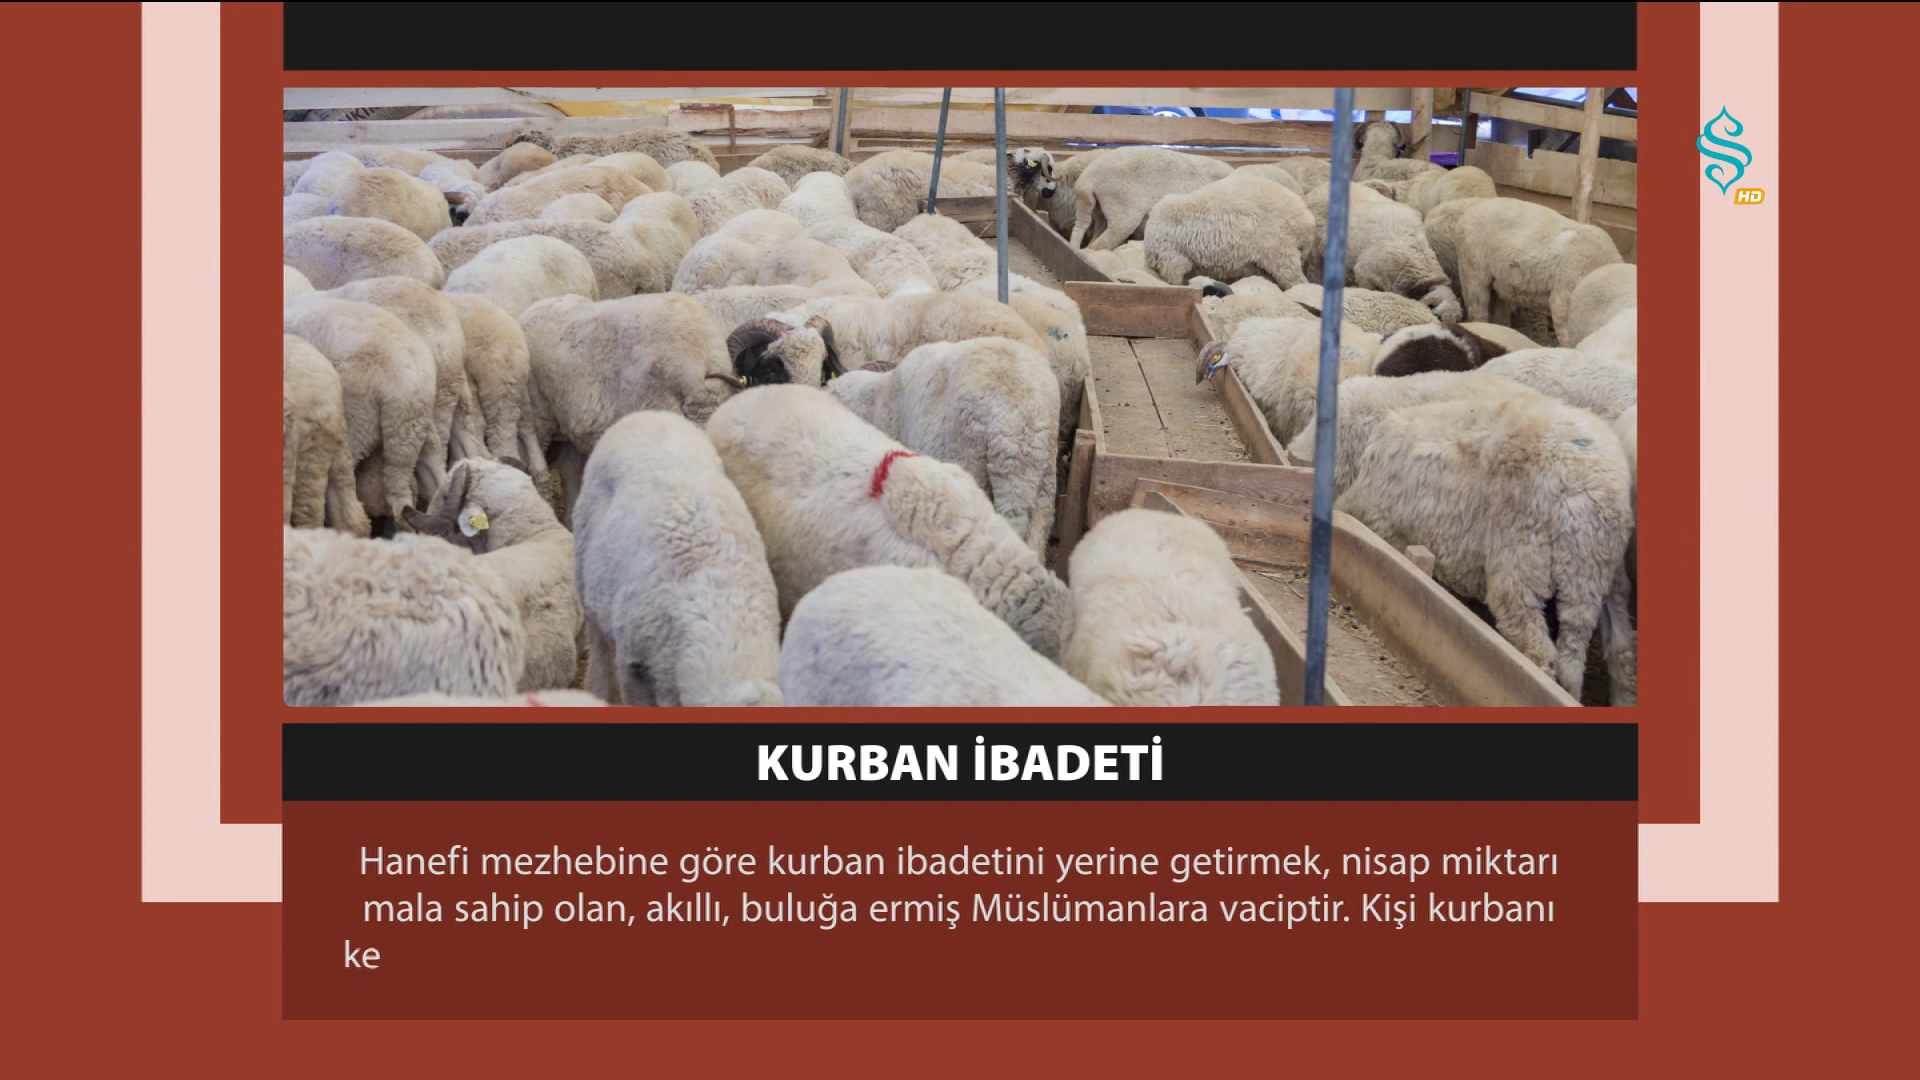 HD
KURBAN İBADETİ
Hanefi mezhebine göre kurban ibadetini yerine getirmek, nisap miktarı
mala sahip olan, akıllı, buluğa ermiş Müslümanlara vaciptir. Kişi kurbanı
ke